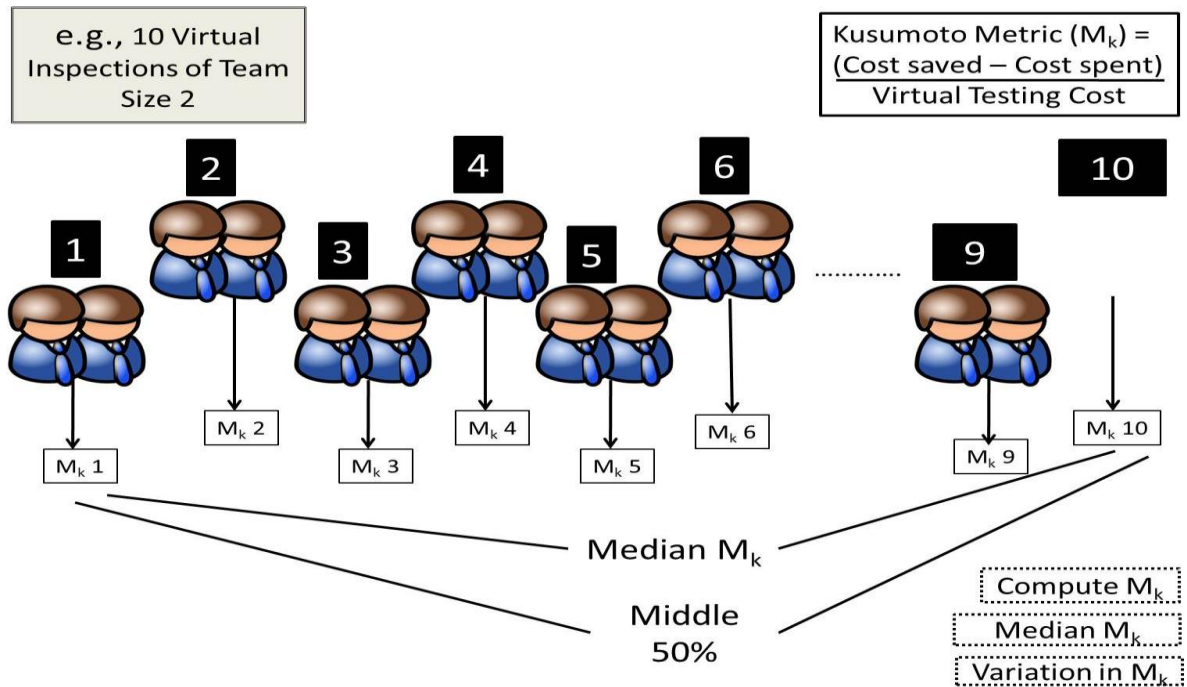 e.g., 10 Virtual
Inspections of Team
Size 2
Kusumoto Metric (Mk) =
(Cost saved – Cost spent)
Virtual Testing Cost
2
4
6
10
1
3
5
9
...............
Mk 2
Mk 4
Mk 6
Mk 10
Mk 1
Mk 3
Mk 5
Mk 9
Median Mk
Middle
50%
Compute Mk
Median Mk
Variation in Mk